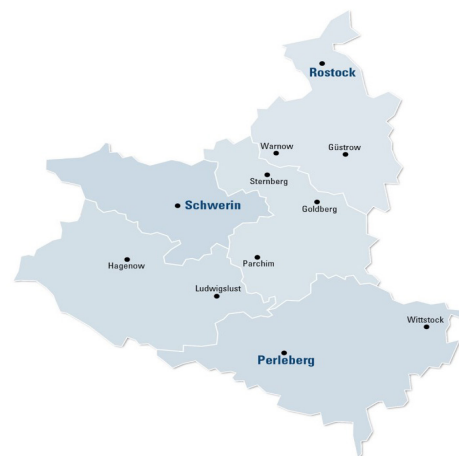 Rostock
Warnow
Güstrow
Sternberg
Schwerin
Goldberg
Hagenow
Parchim
Ludwigslust
Wittstock
Perleberg